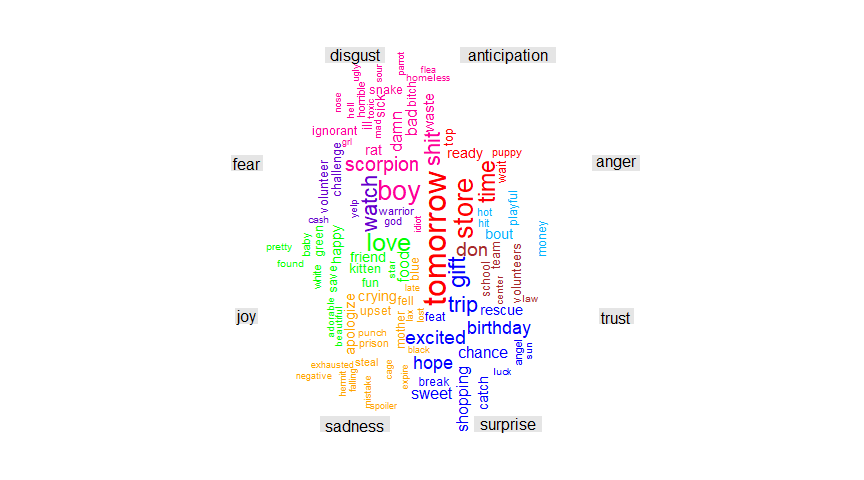 disgust
anticipation
parrot
sour
ugly
flea
homeless
snake
horrible
nose
hell
toxic
sick
bitch
waste
bad
mad
ill
damn
ignorant
grl
shit
top
rat
ready
puppy
fear
anger
scorpion
time
wait
challenge
volunteer
watch
boy
tomorrow
store
playful
yelp
warrior
hot
cash
god
idiot
hit
money
bout
happy
green
baby
love
don
pretty
team
food
friend
gift
found
kitten
star
blue
school
volunteers
white
save
fun
center
late
crying
fell
trip
law
adorable
beautiful
apologize
upset
mother
lax
lost
feat
rescue
joy
trust
birthday
punch
prison
excited
black
chance
angel
sun
exhausted
steal
hope
negative
hermit
falling
cage
expire
luck
break
mistake
sweet
shopping
catch
spoiler
sadness
surprise